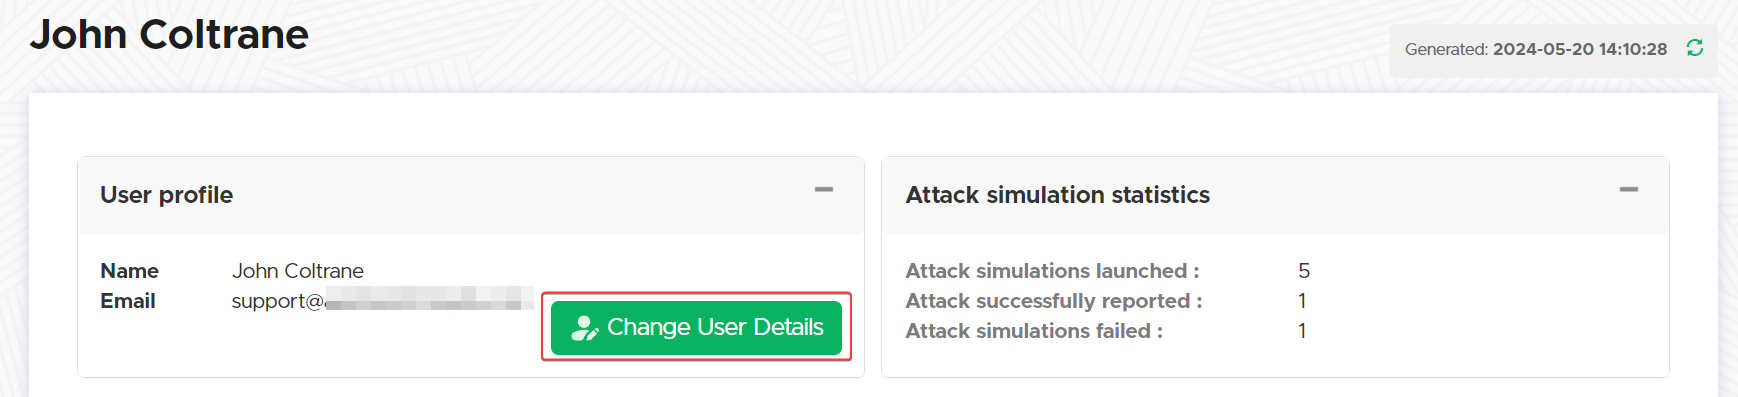 John Coltrane
Generated: 2024-05-20 14:10:28
User profile
Name John Coltrane
Email support@
Change User Details
Attack simulation statistics
Attack simulations launched : 5
Attack successfully reported : 1
Attack simulations failed : 1